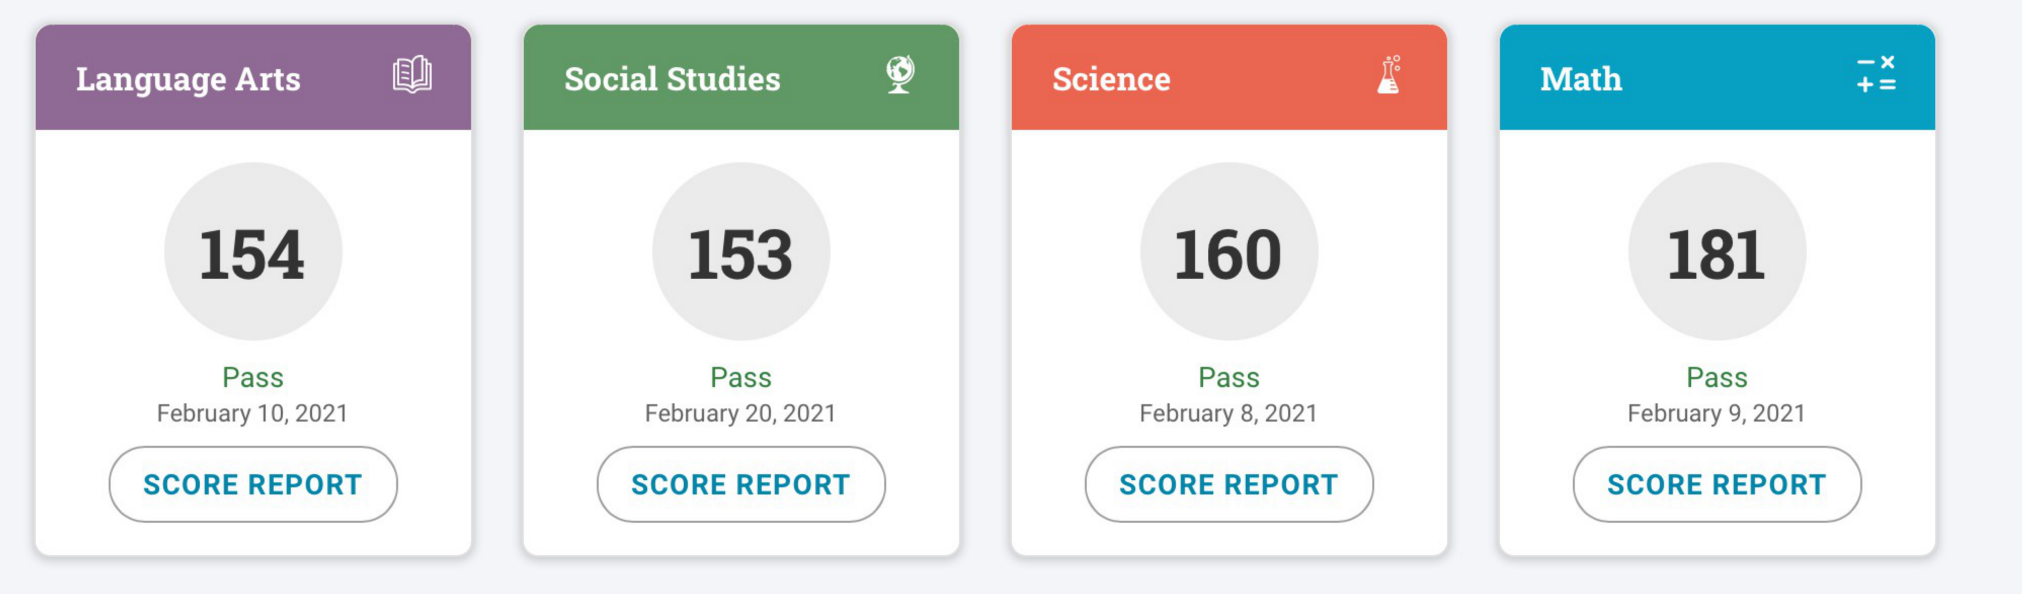 Language Arts
154
Pass
February 10, 2021
SCORE REPORT
Social Studies
153
Pass
February 20, 2021
SCORE REPORT
Science
160
Pass
February 8, 2021
SCORE REPORT
Math
181
Pass
February 9, 2021
SCORE REPORT